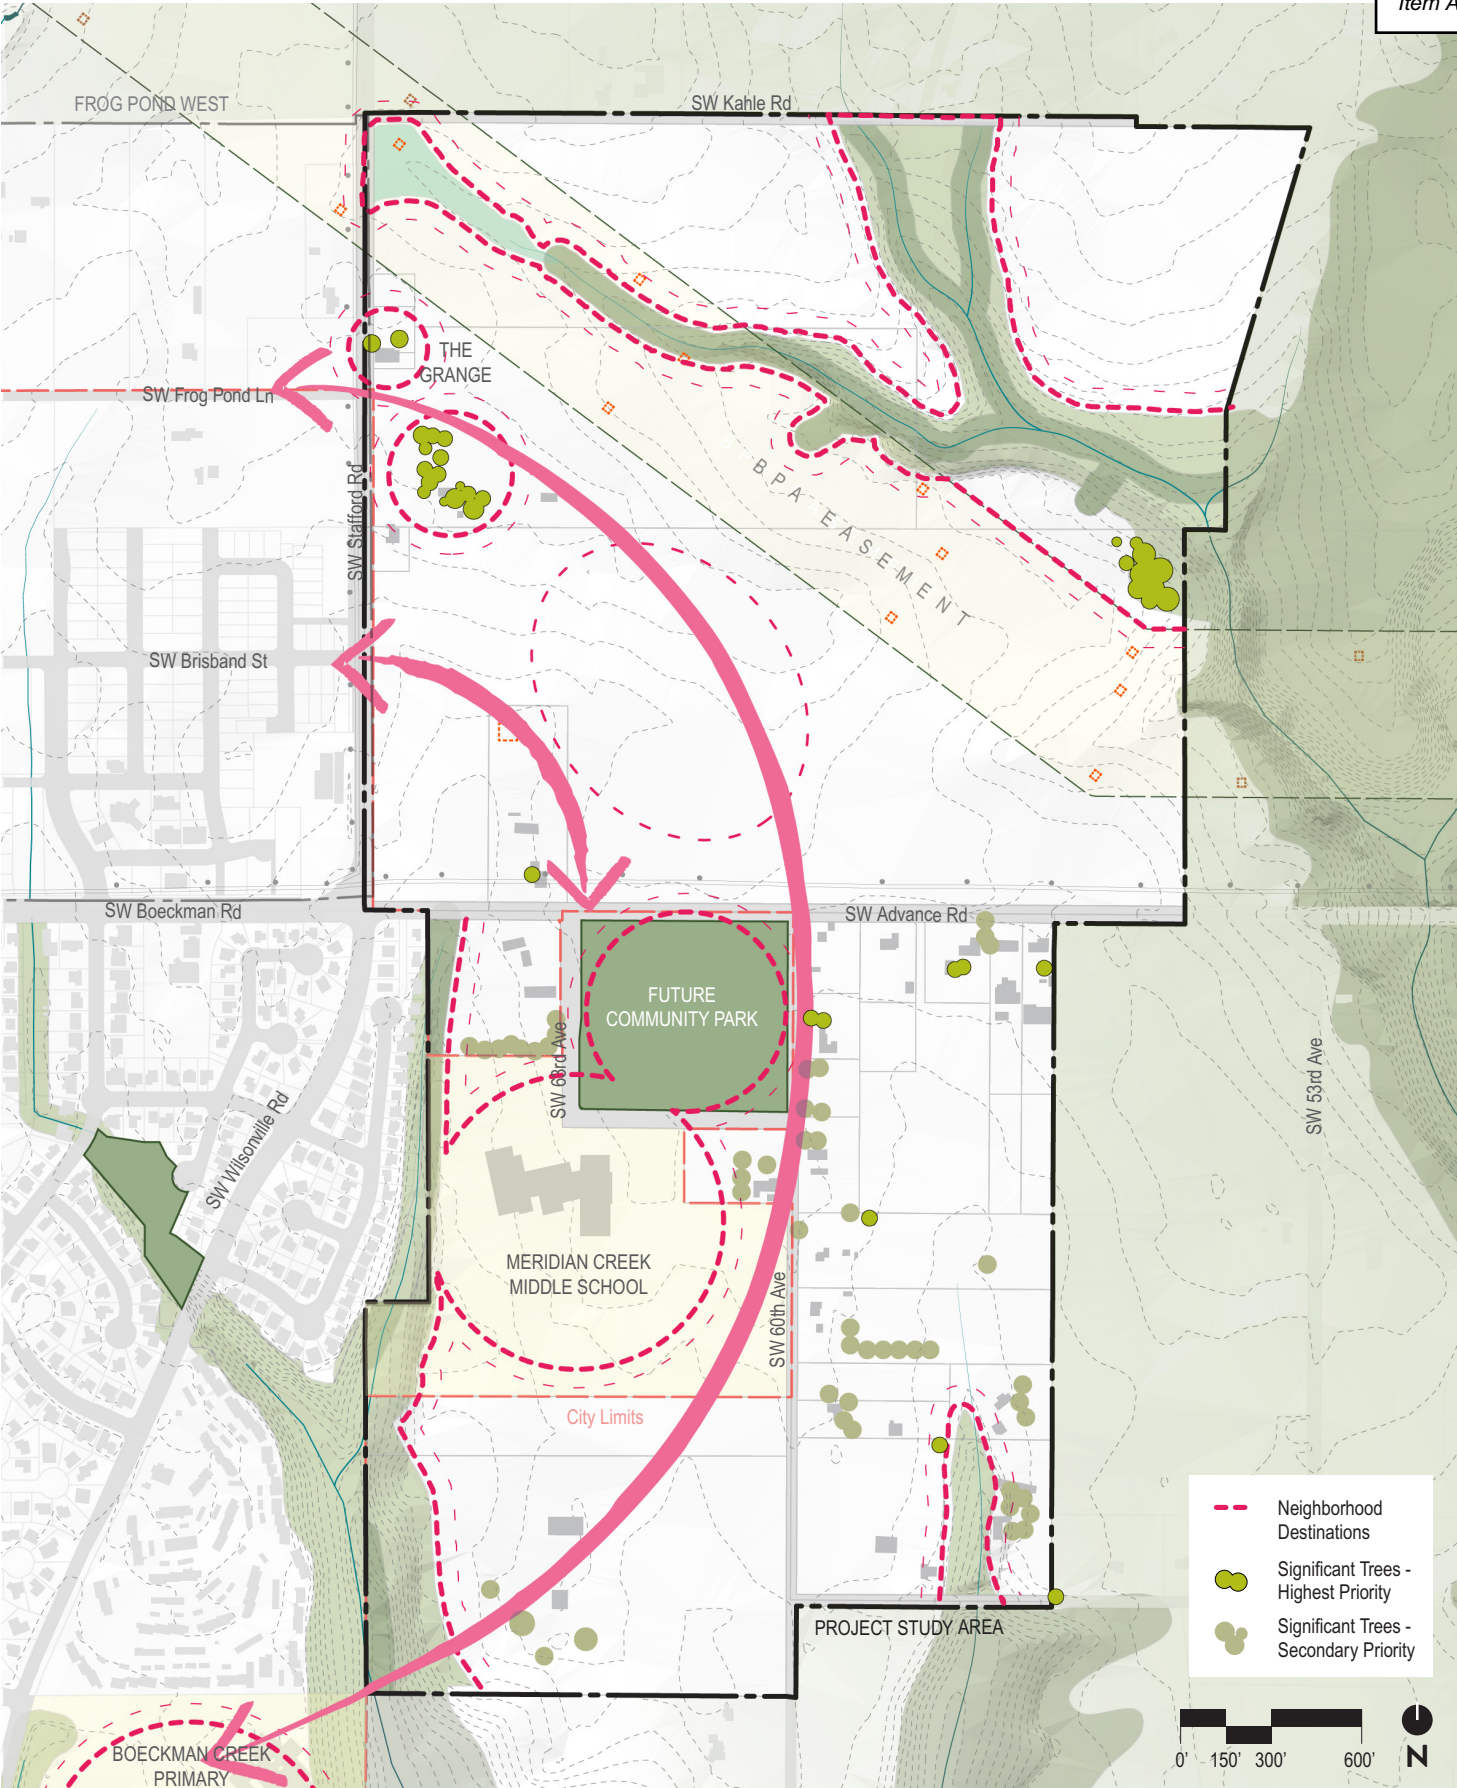 Item A
FROG POND WEST
SW Kahle Rd
THE
GRANGE
SW Frog Pond Ln
SW Stafford Rd
BPA EASEMENT
SW Brisband St
SW Boeckman Rd
SW Advance Rd
FUTURE
COMMUNITY PARK
SW 63rd Ave
SW 53rd Ave
SW Wilsonville Rd
MERIDIAN CREEK
MIDDLE SCHOOL
SW 60th Ave
City Limits
Neighborhood
Destinations
Significant Trees -
Highest Priority
Significant Trees -
Secondary Priority
PROJECT STUDY AREA
BOECKMAN CREEK
PRIMARY
0' 150' 300' 600'
N